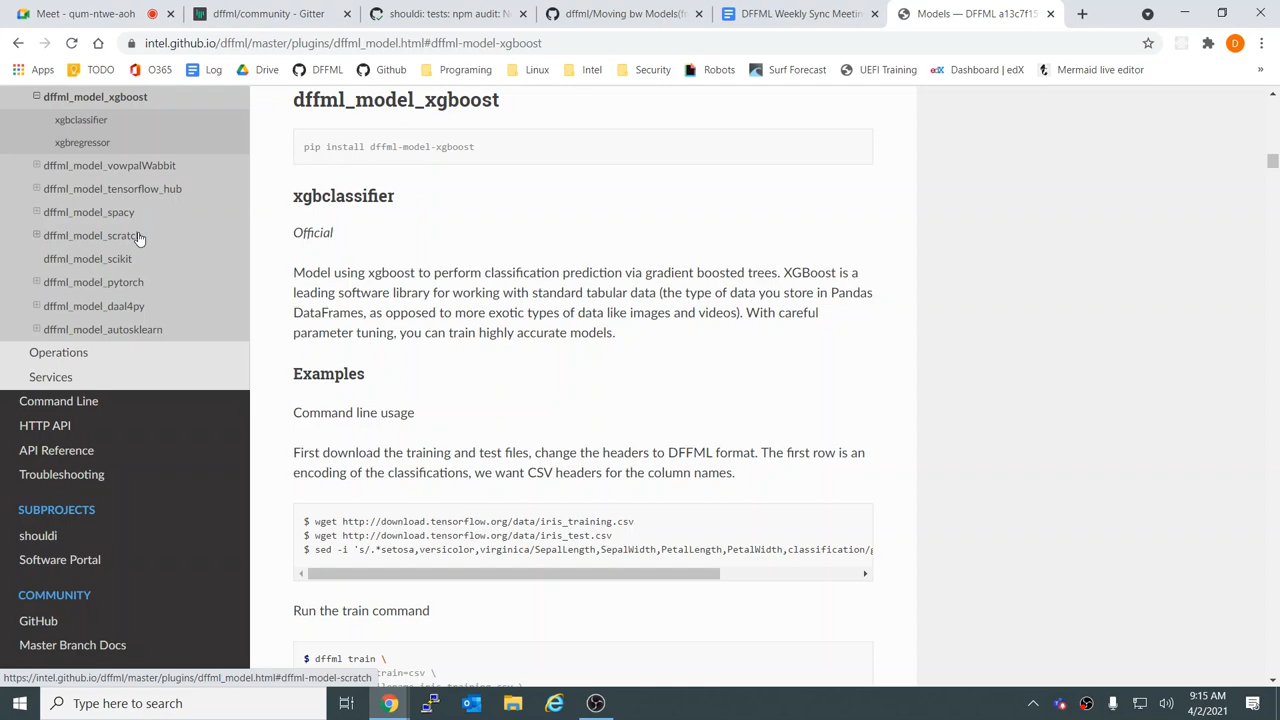 Meet - qum-ntwe-aoh
dffml/community - Gitter
shouldi: tests: npm audit: N
dffml/Moving for Models(fr
DFFML Weekly Sync Meetin
Models — DFFML a13c7f15
intel.github.io/dffml/master/plugins/dffml_model.html#dffml-model-xgboost
D
Apps
TODO
O365
Log
Drive
DFFML
Github
Programing
Linux
Intel
Security
Robots
Surf Forecast
UEFI Training
Dashboard | edX
Mermaid live editor
»
dffml_model_xgboost
xgbclassifier
xgbregressor
dffml_model_vowpalWabbit
dffml_model_tensorflow_hub
dffml_model_spacy
dffml_model_scratch
dffml_model_scikit
dffml_model_pytorch
dffml_model_daal4py
dffml_model_autosklearn
Operations
Services
Command Line
HTTP API
API Reference
Troubleshooting
SUBPROJECTS
shouldi
Software Portal
COMMUNITY
GitHub
Master Branch Docs
https://intel.github.io/dffml/master/plugins/dffml_model.html#dffml-model-scratch
dffml_model_xgboost
pip install dffml-model-xgboost
xgbclassifier
Official
Model using xgboost to perform classification prediction via gradient boosted trees. XGBoost is a
leading software library for working with standard tabular data (the type of data you store in Pandas
DataFrames, as opposed to more exotic types of data like images and videos). With careful
parameter tuning, you can train highly accurate models.
Examples
Command line usage
First download the training and test files, change the headers to DFFML format. The first row is an
encoding of the classifications, we want CSV headers for the column names.
$ wget http://download.tensorflow.org/data/iris_training.csv
$ wget http://download.tensorflow.org/data/iris_test.csv
$ sed -i 's/.*setosa,versicolor,virginica/SepalLength,SepalWidth,PetalLength,PetalWidth,classification/g
Run the train command
$ dffml train \
train=csv \
Type here to search
9:15 AM
4/2/2021